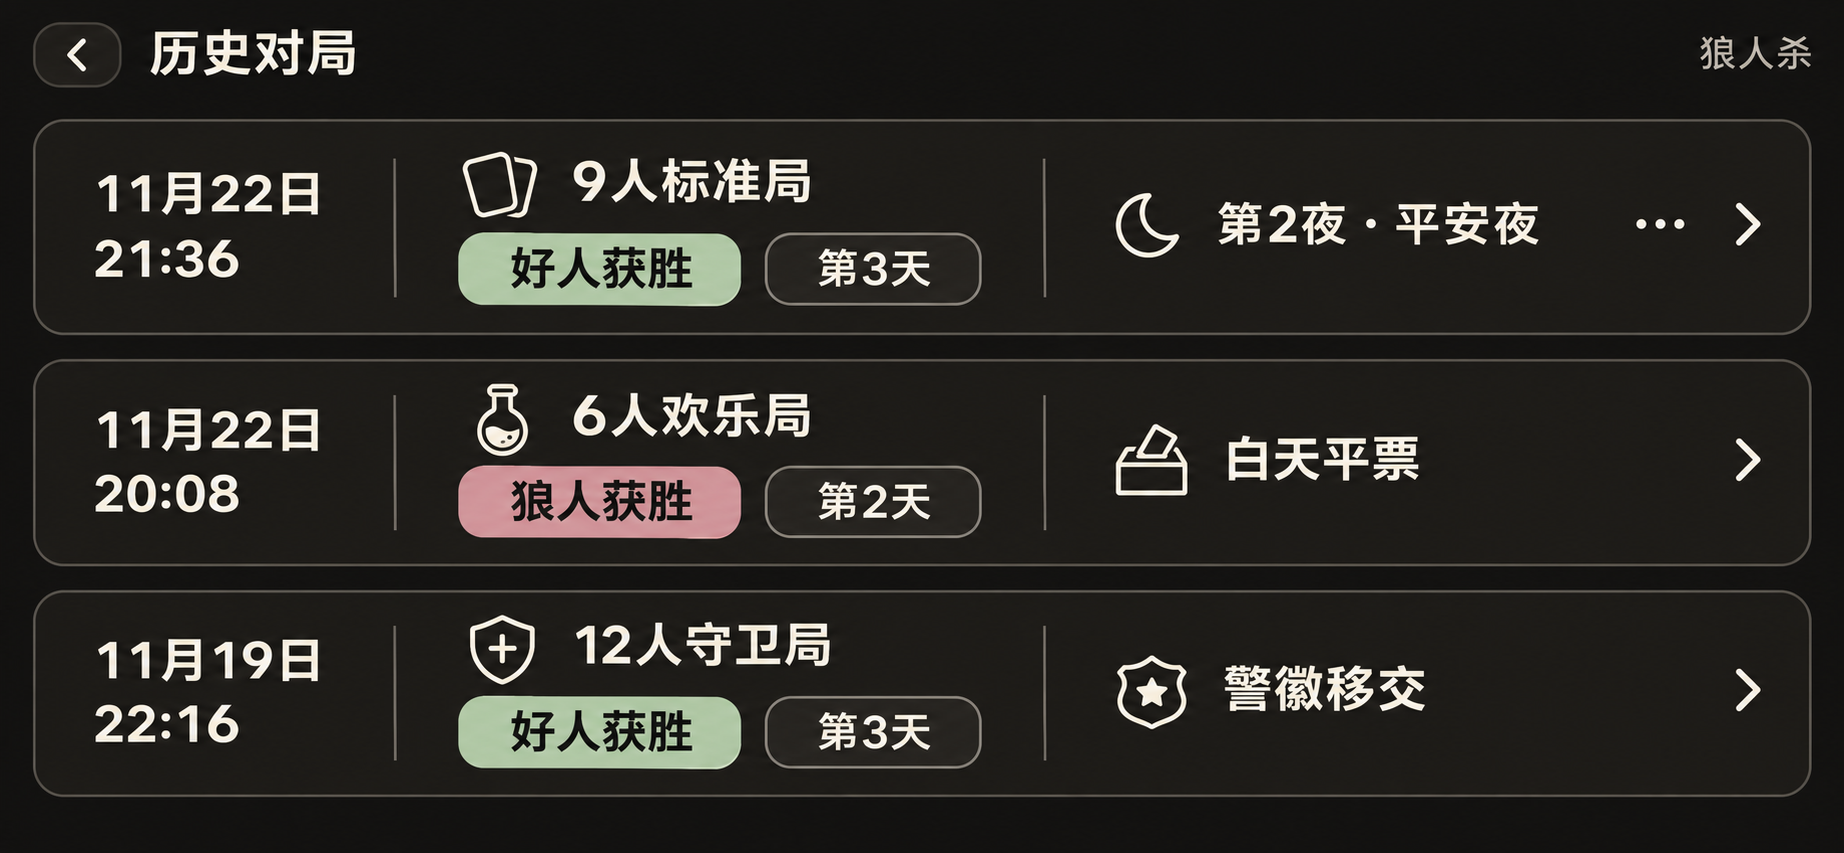 历史对局
狼人杀
11月22日
21:36
9人标准局
好人获胜
第3天
第2夜·平安夜
11月22日
20:08
6人欢乐局
狼人获胜
第2天
白天平票
11月19日
22:16
12人守卫局
好人获胜
第3天
警徽移交